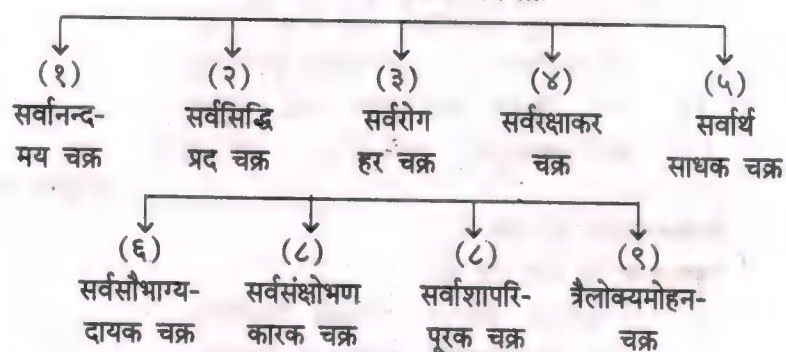 (१) (२) (३) (४) (५)
सर्वानन्द- सर्वसिद्धि सर्वरोग सर्वरक्षाकर सर्वार्थ
मय चक्र प्रद चक्र हर चक्र चक्र साधक चक्र
(६) (८) (८) (९)
सर्वसौभाग्य- सर्वसंक्षोभण सर्वाशापरि- त्रैलोक्यमोहन-
दायक चक्र कारक चक्र पूरक चक्र चक्र